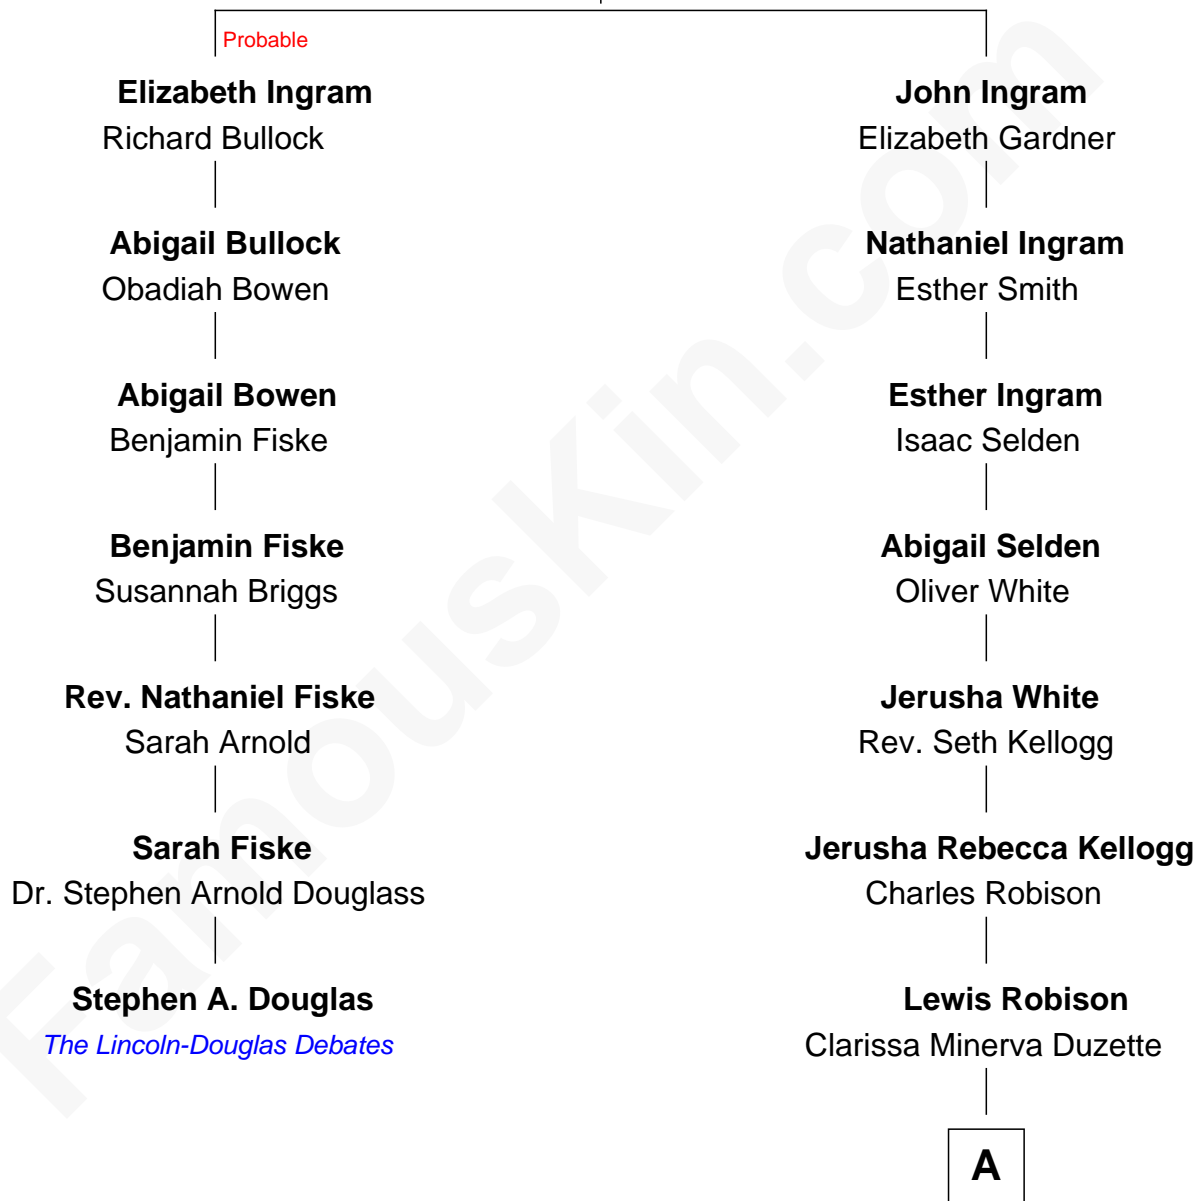 Probable
Elizabeth Ingram
Richard Bullock
Abigail Bullock
Obadiah Bowen
Abigail Bowen
Benjamin Fiske
Benjamin Fiske
Susannah Briggs
Rev. Nathaniel Fiske
Sarah Arnold
Sarah Fiske
Dr. Stephen Arnold Douglass
Stephen A. Douglas
The Lincoln-Douglas Debates
John Ingram
Elizabeth Gardner
Nathaniel Ingram
Esther Smith
Esther Ingram
Isaac Selden
Abigail Selden
Oliver White
Jerusha White
Rev. Seth Kellogg
Jerusha Rebecca Kellogg
Charles Robison
Lewis Robison
Clarissa Minerva Duzette
A
FamousKin.com